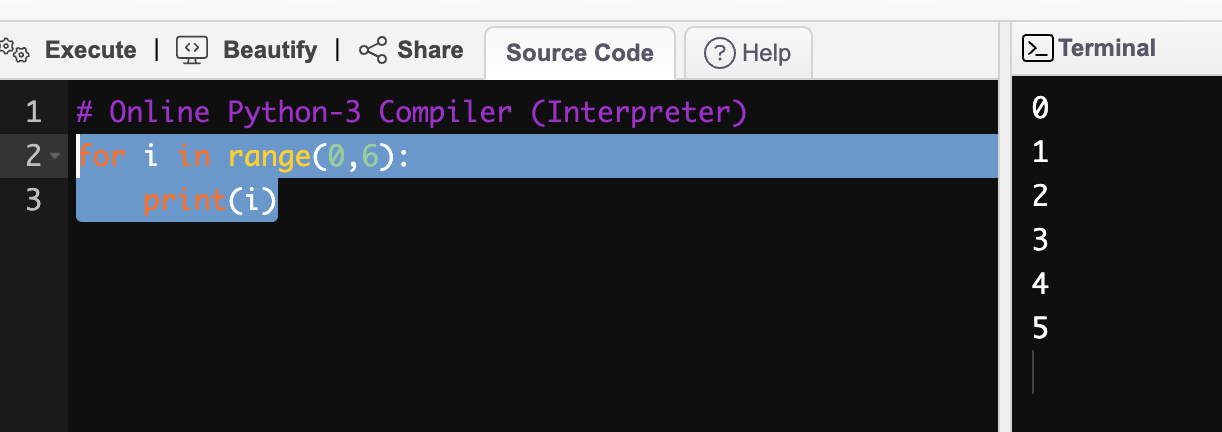 Execute | Beautify | Share Source Code ? Help
>_ Terminal
1 # Online Python-3 Compiler (Interpreter)
2 for i in range(0,6):
3     print(i)
0
1
2
3
4
5